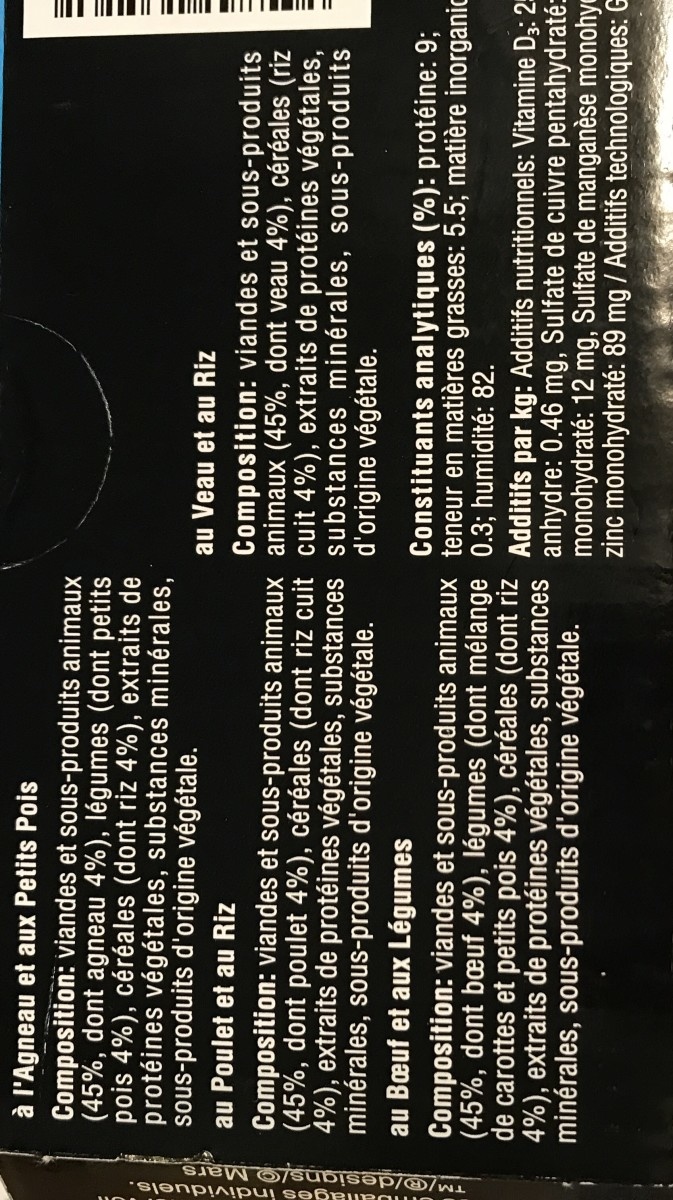 à l'Agneau et aux Petits Pois
Composition: viandes et sous-produits animaux
(45%, dont agneau 4%), légumes (dont petits
pois 4%), céréales (dont riz 4%), extraits de
protéines végétales, substances minérales,
sous-produits d'origine végétale.
au Poulet et au Riz
Composition: viandes et sous-produits animaux
(45%, dont poulet 4%), céréales (dont riz cuit
4%), extraits de protéines végétales, substances
minérales, sous-produits d'origine végétale.
au Bœuf et aux Légumes
Composition: viandes et sous-produits animaux
(45%, dont bœuf 4%), légumes (dont mélange
de carottes et petits pois 4%), céréales (dont riz
4%), extraits de protéines végétales, substances
minérales, sous-produits d'origine végétale.
au Veau et au Riz
Composition: viandes et sous-produits
animaux (45%, dont veau 4%), céréales (riz
cuit 4%), extraits de protéines végétales,
substances minérales, sous-produits
d'origine végétale.
Constituants analytiques (%): protéine: 9;
teneur en matières grasses: 5.5; matière inorganic
0.3; humidité: 82.
Additifs par kg: Additifs nutritionnels: Vitamine D3:
anhydre: 0.46 mg, Sulfate de cuivre pentahydraté:
monohydraté: 12 mg, Sulfate de manganèse monohy
zinc monohydraté: 89 mg / Additifs technologiques:
emballages individuels.
™/®/designs/© Mars